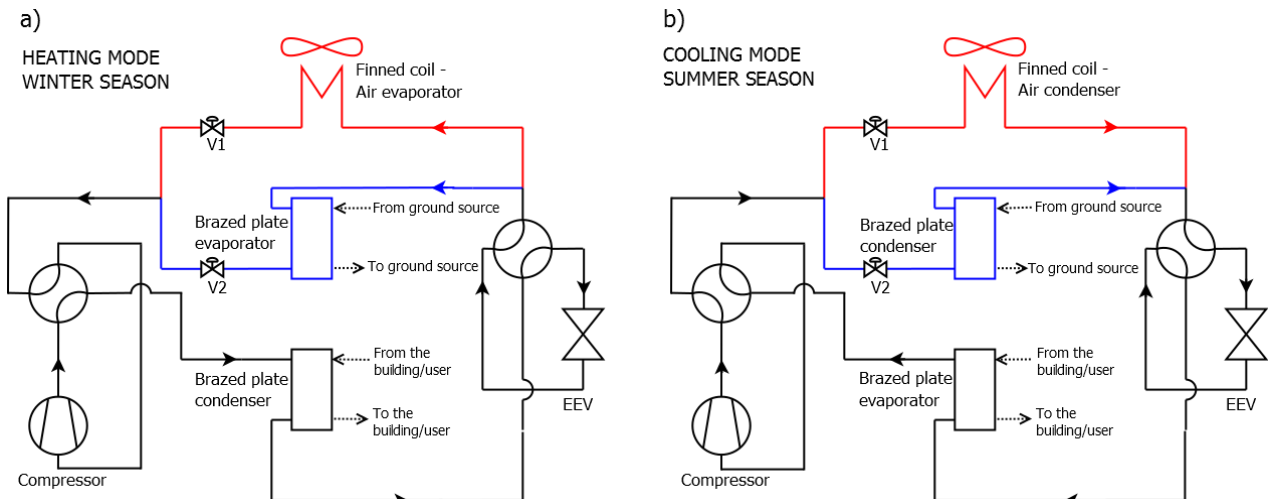 a)
HEATING MODE
WINTER SEASON
Finned coil -
Air evaporator
V1
Brazed plate
evaporator
From ground source
To ground source
V2
From the
building/user
Brazed plate
condenser
To the
building/user
EEV
Compressor
b)
COOLING MODE
SUMMER SEASON
Finned coil -
Air condenser
V1
Brazed plate
condenser
From ground source
To ground source
V2
From the
building/user
Brazed plate
evaporator
To the
building/user
EEV
Compressor